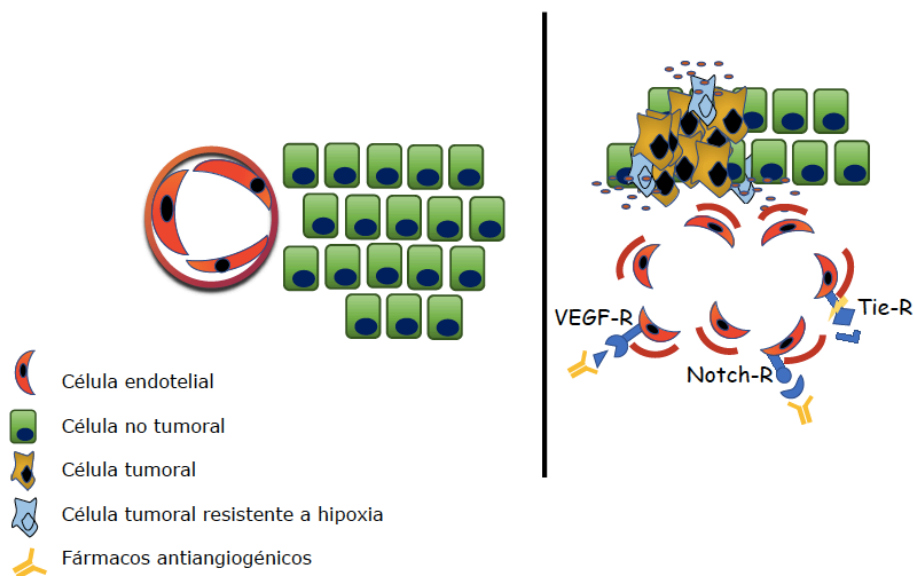 VEGF-R
Tie-R
Notch-R
Célula endotelial
Célula no tumoral
Célula tumoral
Célula tumoral resistente a hipoxia
Fármacos antiangiogénicos